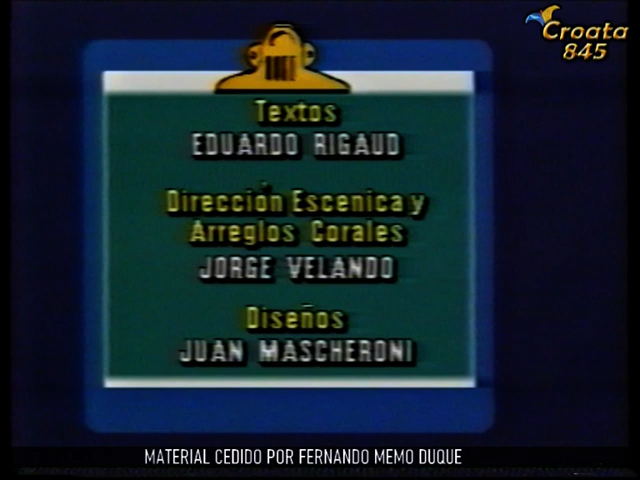 Croata
845
Textos
EDUARDO RIGAUD
Dirección Escenica y
Arreglos Corales
JORGE VELANDO
Diseños
JUAN MASCHERONI
MATERIAL CEDIDO POR FERNANDO MEMO DUQUE